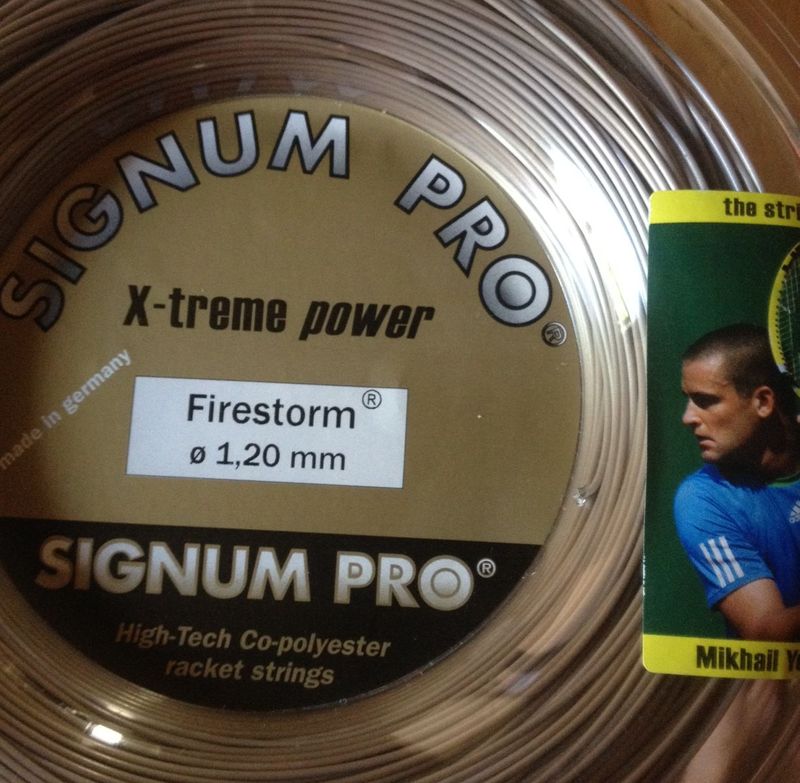 SIGNUM PRO®
X-treme power
made in germany
Firestorm®
ø 1,20 mm
SIGNUM PRO®
High-Tech Co-polyester
racket strings
the stri
Mikhail Yo